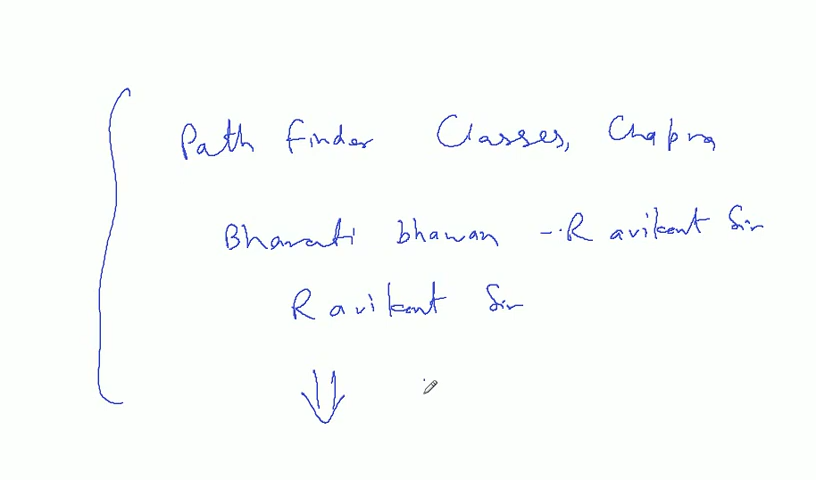 Path finder Classes, Chapra
Bharati bhawan - Ravikant Sir
Ravikant Sir